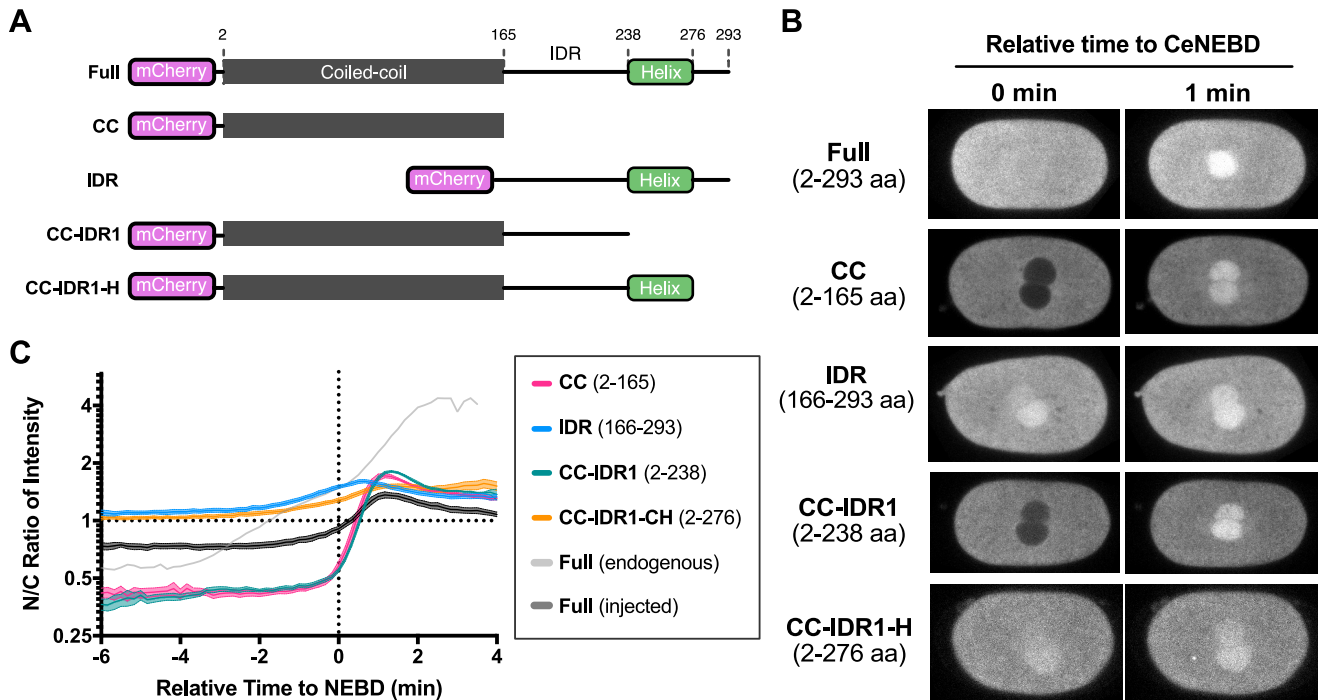 A
2 165 238 276 293
IDR
Full mCherry Coiled-coil Helix
CC mCherry
IDR mCherry Helix
CC-IDR1 mCherry
CC-IDR1-H mCherry Helix
B
Relative time to CeNEBD
0 min 1 min
Full
(2-293 aa)
CC
(2-165 aa)
IDR
(166-293 aa)
CC-IDR1
(2-238 aa)
CC-IDR1-H
(2-276 aa)
C
N/C Ratio of Intensity
4
2
1
0.5
0.25
-6 -4 -2 0 2 4
Relative Time to NEBD (min)
CC (2-165)
IDR (166-293)
CC-IDR1 (2-238)
CC-IDR1-CH (2-276)
Full (endogenous)
Full (injected)